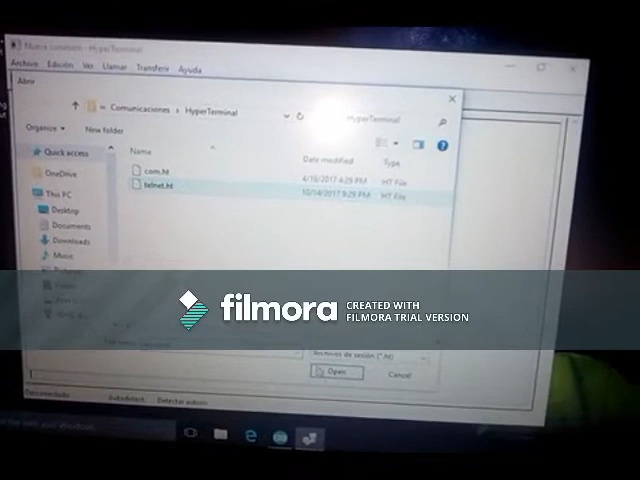 Nueva conexión - HyperTerminal
Archivo Edición Ver Llamar Transferir Ayuda
Abrir
Comunicaciones › HyperTerminal
HyperTerminal
Organize
New folder
Quick access
OneDrive
This PC
Desktop
Documents
Downloads
Music
Name
Date modified
Type
com.ht
4/19/2017 4:29 PM
HT File
telnet.ht
10/14/2017 9:29 PM
HT File
filmora
CREATED WITH
FILMORA TRIAL VERSION
Archivos de sesión (*.ht)
Open
Cancel
Desconectado
Autodetect.
Detectar autom.